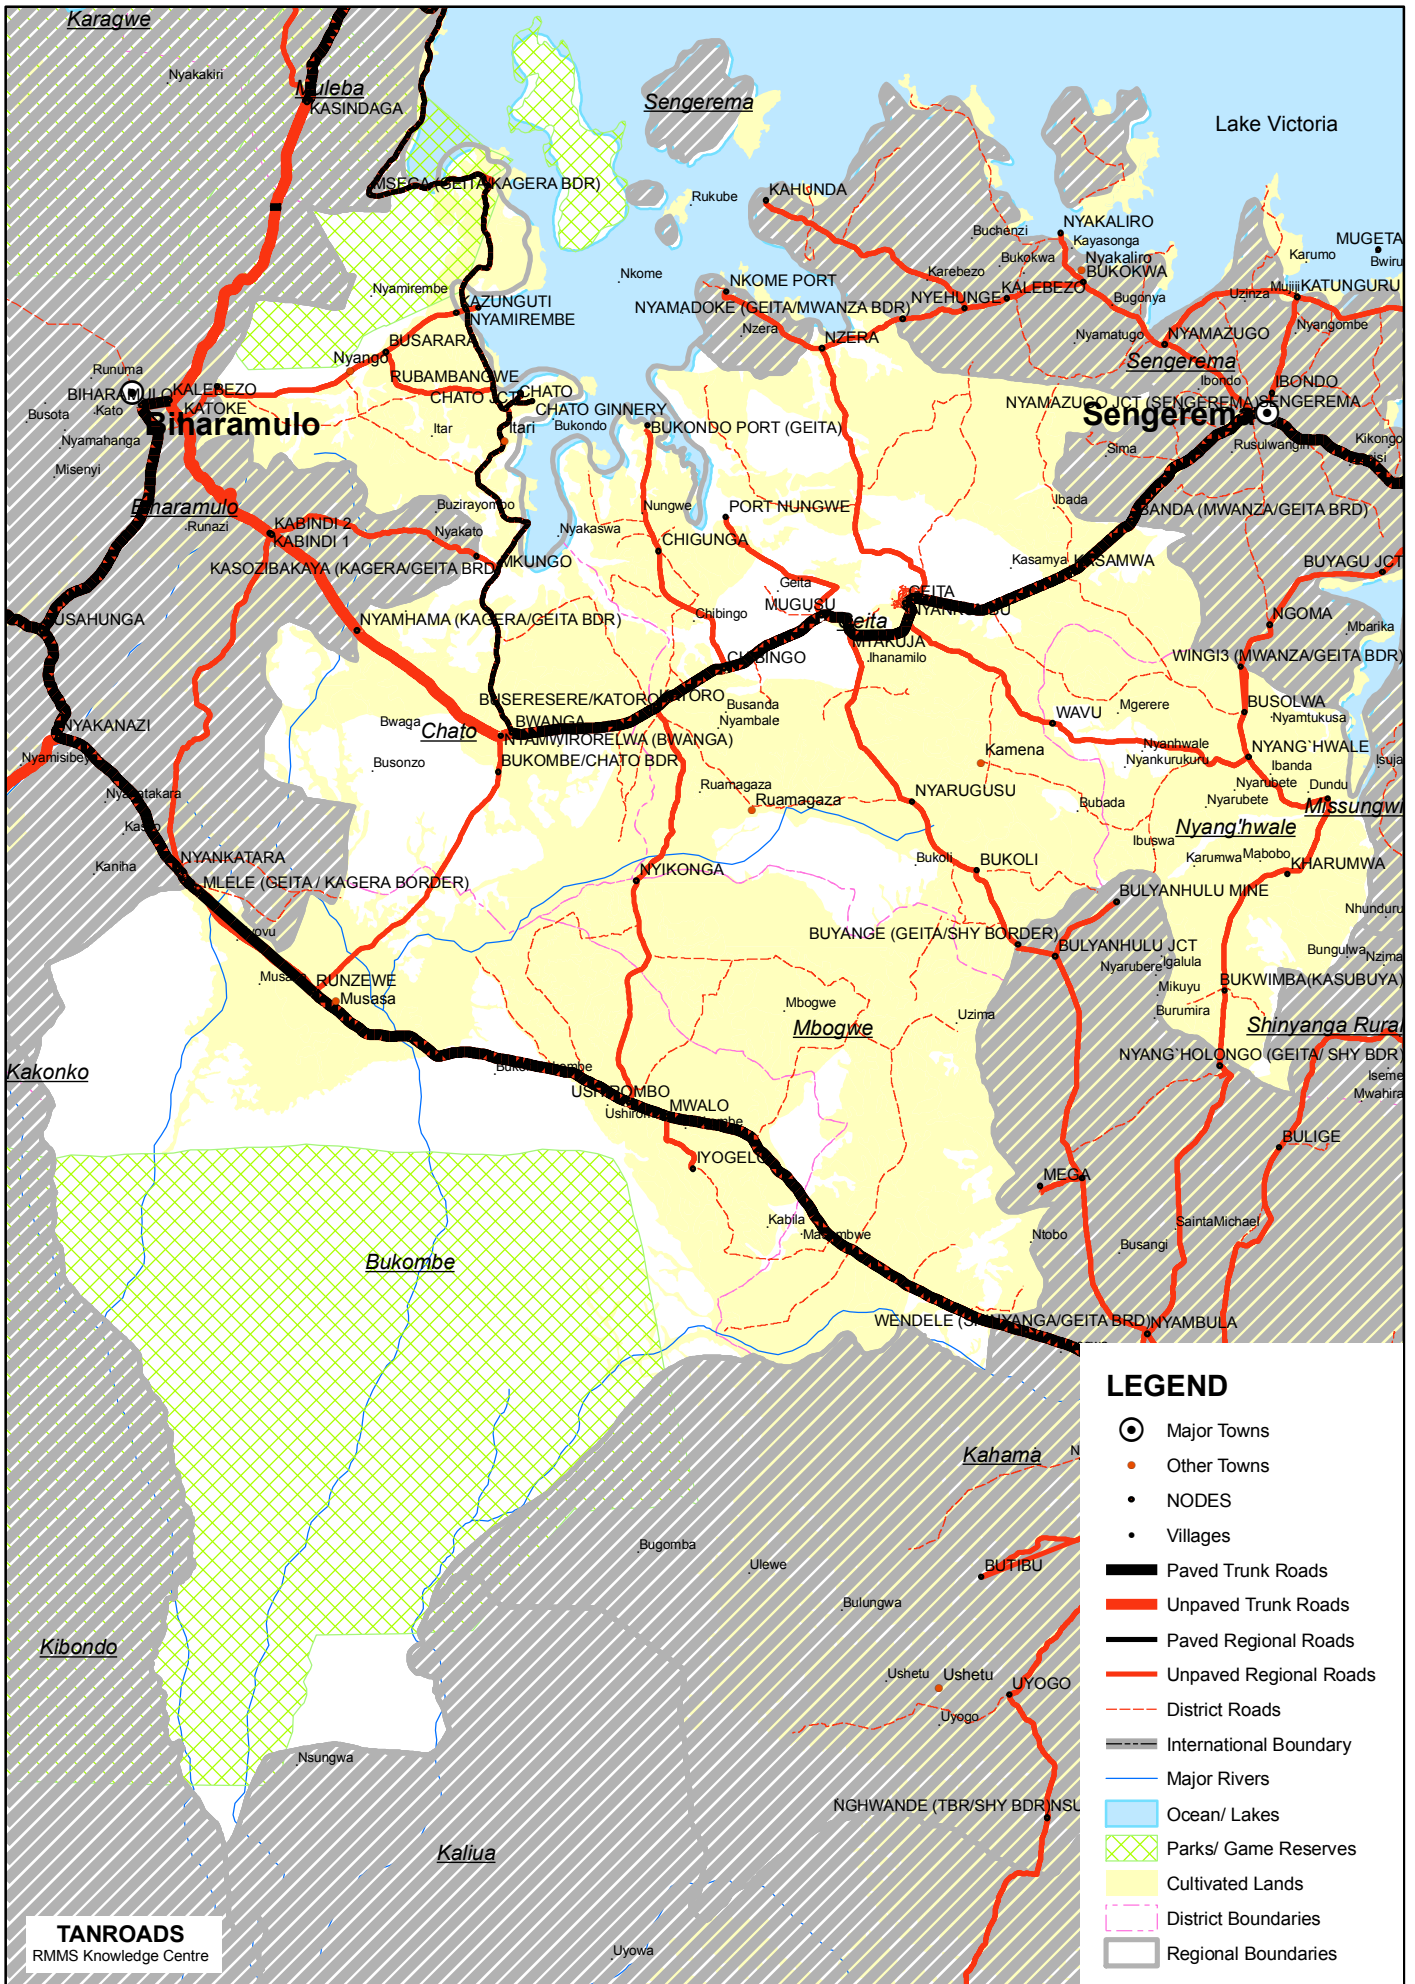 Karagwe
Nyakakiri
Muleba
KASINDAGA
Sengerema
Lake Victoria
MSEGA (GEITA/KAGERA BDR)
Rukube
KAHUNDA
Buchenzi
NYAKALIRO
Kayasonga
Nyakaliro
Bukokwa
BUKOKWA
MUGETA
Karumo
Bwiru
Nkome
NKOME PORT
Karebezo
KALEBEZO
NYEHUNGE
Bugonya
Uzinza
Mujiji
KATUNGURU
Nyamirembe
KAZUNGUTI
NYAMIREMBE
NYAMADOKE (GEITA/MWANZA BDR)
Nzera
NZERA
Nyamatugo
NYAMAZUGO
Nyangombe
BUSARARA
Nyango
Sengerema
Runuma
RUBAMBANGWE
Ibondo
IBONDO
BIHARAMULO
KALEBEZO
Kato
KATOKE
Busota
Biharamulo
CHATO JCT
CHATO
CHATO GINNERY
Bukondo
NYAMAZUGO JCT (SENGEREMA)
SENGEREMA
Sengerema
Nyamahanga
Itar
Itari
BUKONDO PORT (GEITA)
Misenyi
Sima
Rusulwangiri
Kikongo
Biharamulo
Runazi
Buzirayombo
Nungwe
PORT NUNGWE
Ibada
KABINDI 2
KABINDI 1
Nyakato
Nyakaswa
CHIGUNGA
KASOZIBAKAYA (KAGERA/GEITA BRD)
MKUNGO
Kasamya
KASAMWA
BUYAGU JCT
Geita
MUGUSU
GEITA
Geita
MTAKUJA
Ihanamilo
NYAMHAMA (KAGERA/GEITA BDR)
Chibingo
NGOMA
Mbarika
WINGI3 (MWANZA/GEITA BDR)
BUSERESERE/KATORO
KATORO
Busanda
Nyambale
Mgerere
BUSOLWA
Nyamtukusa
NYAKANAZI
Nyamisibey
Bwaga
Chato
BWANGA
NYAMWIRORELWA (BWANGA)
BUKOMBE/CHATO BDR
Busonzo
WAVU
Nyanhwale
Nyankurukuru
NYANG`HWALE
Ibanda
Isuja
Kamena
Ruamagaza
Ruamagaza
NYARUGUSU
Bubada
Nyarubete
Nyarubete
Dundu
Missungwi
Nyang'hwale
Kaniha
NYANKATARA
MLELE (GEITA / KAGERA BORDER)
NYIKONGA
Bukoli
BUKOLI
Ibuswa
Karumwa
Mabobo
KHARUMWA
BULYANHULU MINE
Nhunduru
BUYANGE (GEITA/SHY BORDER)
BULYANHULU JCT
Igalula
Nyarubere
Bungulwa
Nzima
RUNZEWE
Musasa
Mbogwe
Mbogwe
Uzima
Mikuyu
Burumira
BUKWIMBA(KASUBUYA)
Shinyanga Rural
Kakonko
NYANG`HOLONGO (GEITA/ SHY BDR)
Iseme
Mwahira
USHIROMBO
MWALO
BULIGE
IYOGELO
MEGA
Kabila
Ntobo
SaintaMichael
Busangi
Bukombe
WENDELE (SHINYANGA/GEITA BRD)
NYAMBULA
Kahama
Bugomba
Ulewe
BUTIBU
Bulungwa
Kibondo
Ushetu
Ushetu
UYOGO
Uyogo
Nsungwa
NGHWANDE (TBR/SHY BDR)
Kaliua
Uyowa
LEGEND
Major Towns
Other Towns
NODES
Villages
Paved Trunk Roads
Unpaved Trunk Roads
Paved Regional Roads
Unpaved Regional Roads
District Roads
International Boundary
Major Rivers
Ocean/ Lakes
Parks/ Game Reserves
Cultivated Lands
District Boundaries
Regional Boundaries
TANROADS
RMMS Knowledge Centre